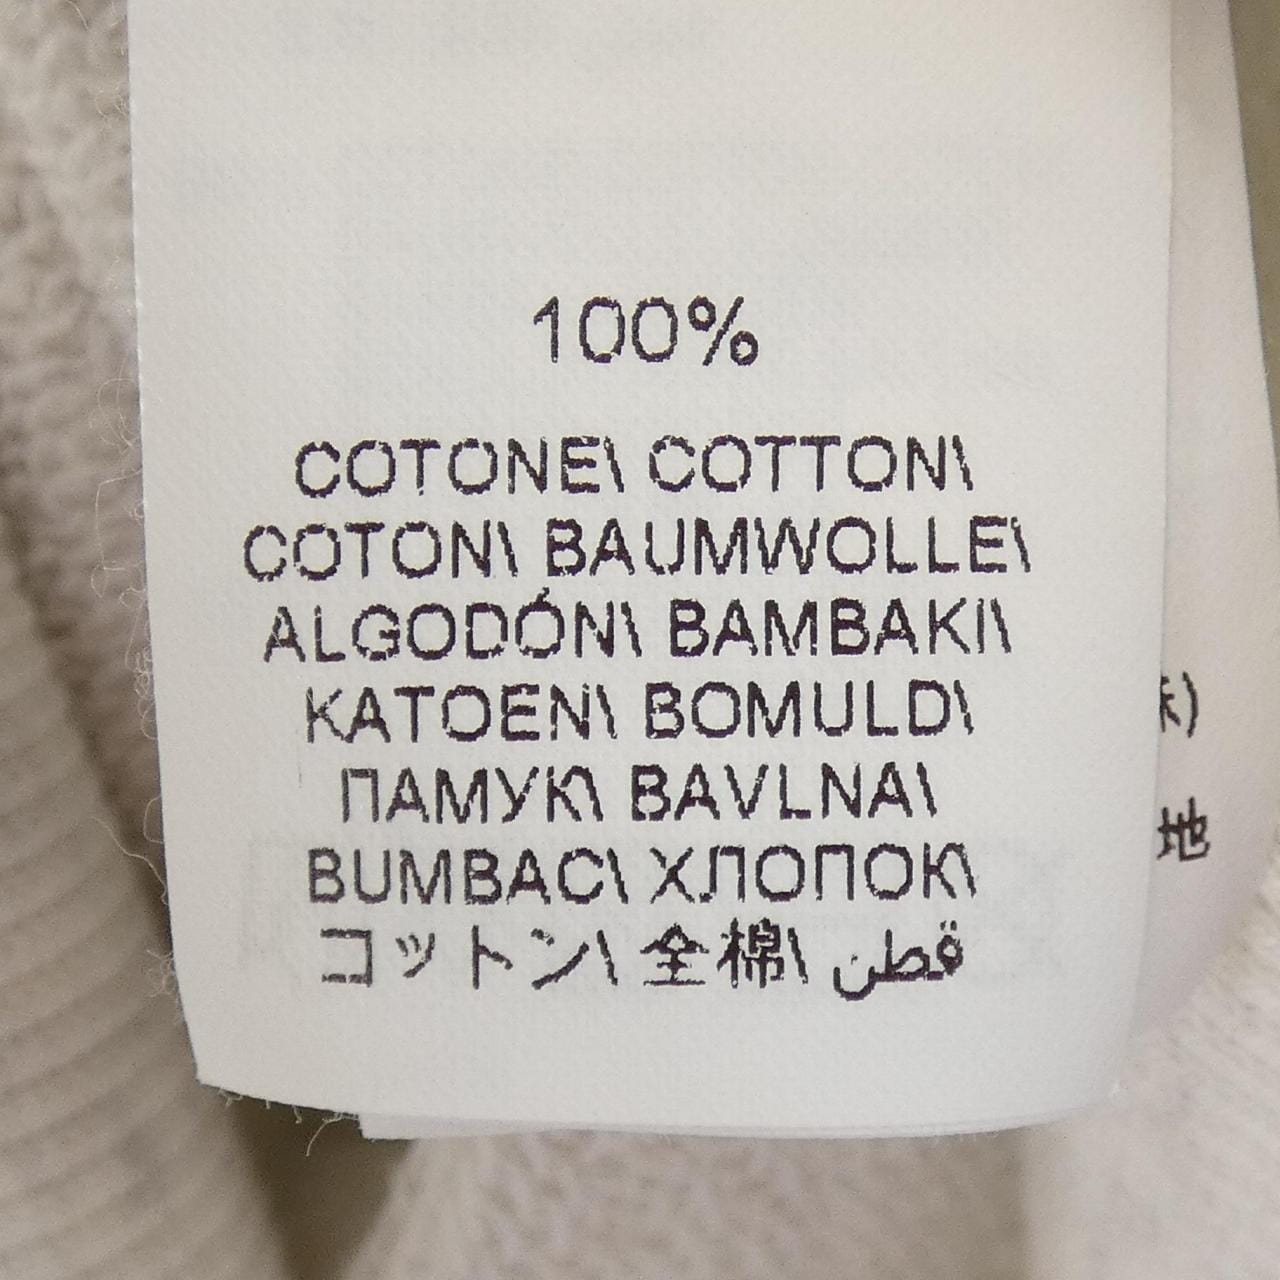 100%
COTONE\ COTTON\
COTON\ BAUMWOLLE\
ALGODÓN\ BAMBAKI\
KATOEN\ BOMULD\
ПАМУК\ BAVLNA\
BUMBAC\ ХЛОПОК\
コットン\ 全棉\ قطن
地